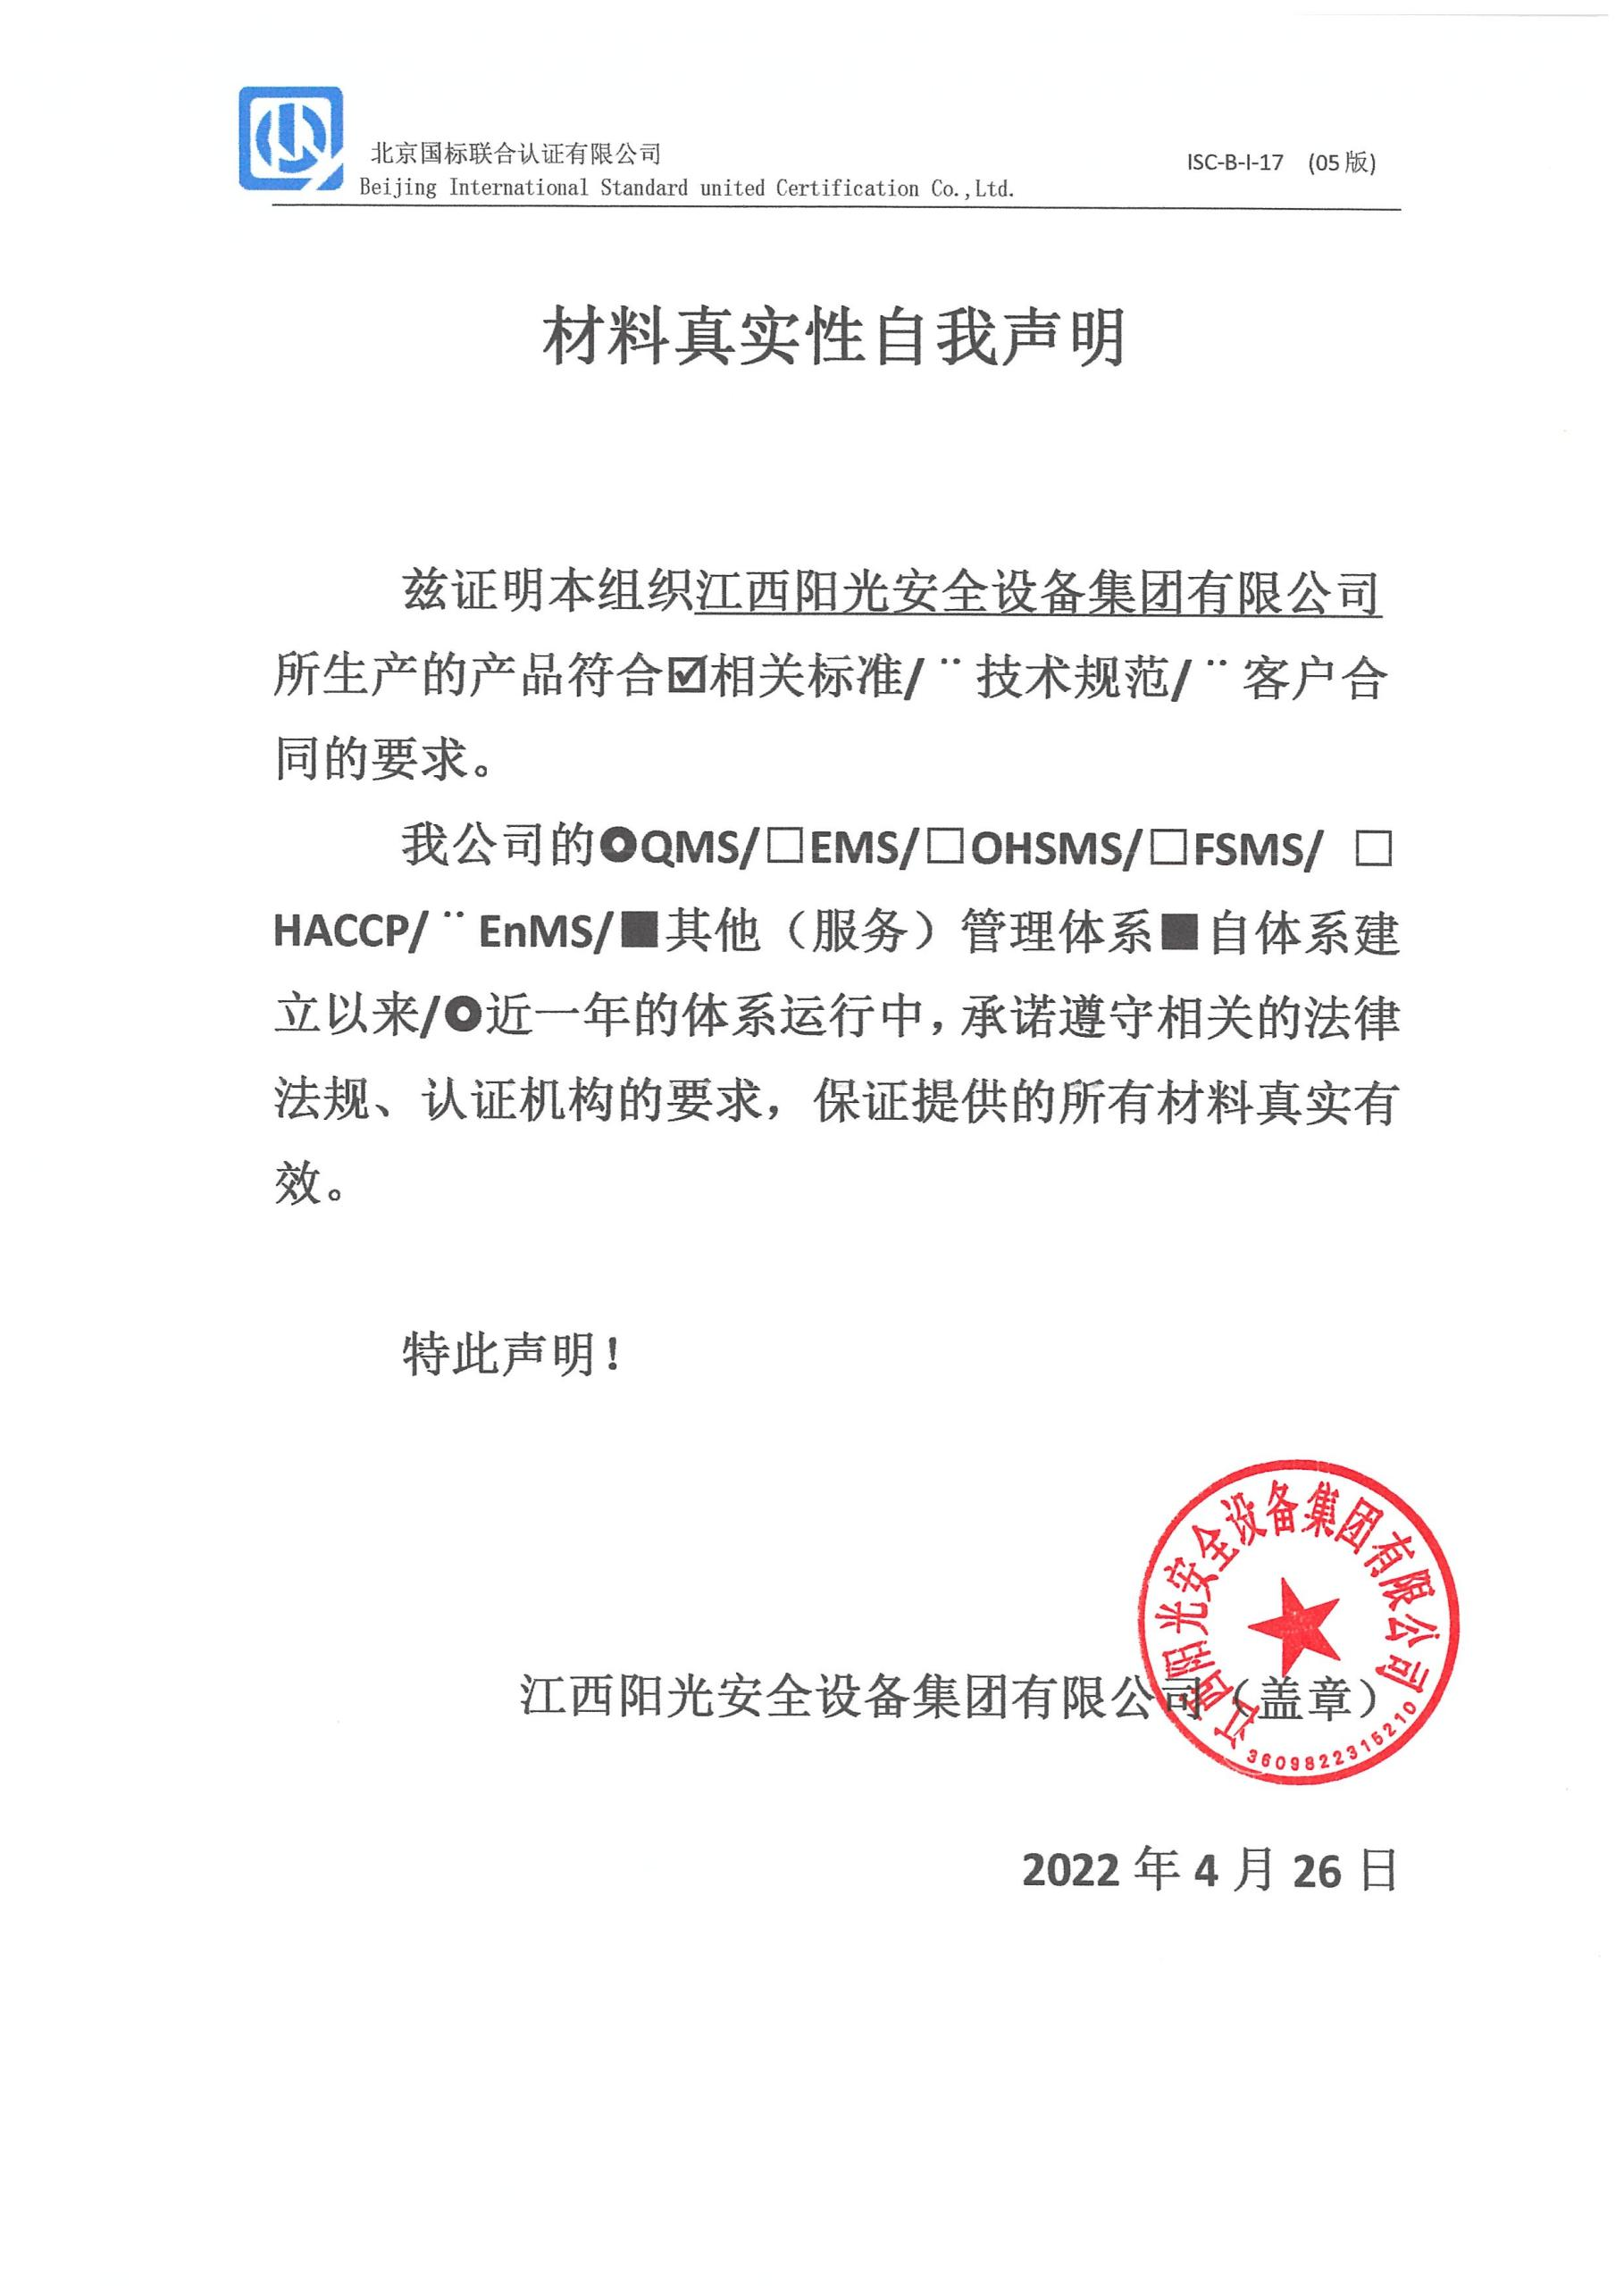 北京国标联合认证有限公司
ISC-B-I-17 (05版)
Beijing International Standard united Certification Co.,Ltd.
材料真实性自我声明
兹证明本组织江西阳光安全设备集团有限公司
所生产的产品符合☑相关标准/¨技术规范/¨客户合
同的要求。
我公司的◎QMS/□EMS/□OHSMS/□FSMS/ □
HACCP/¨EnMS/■其他（服务）管理体系■自体系建
立以来/◎近一年的体系运行中,承诺遵守相关的法律
法规、认证机构的要求，保证提供的所有材料真实有
效。
特此声明！
江西阳光安全设备集团有限公司（盖章）
江西阳光安全设备集团有限公司
3609822315210
2022 年 4 月 26 日